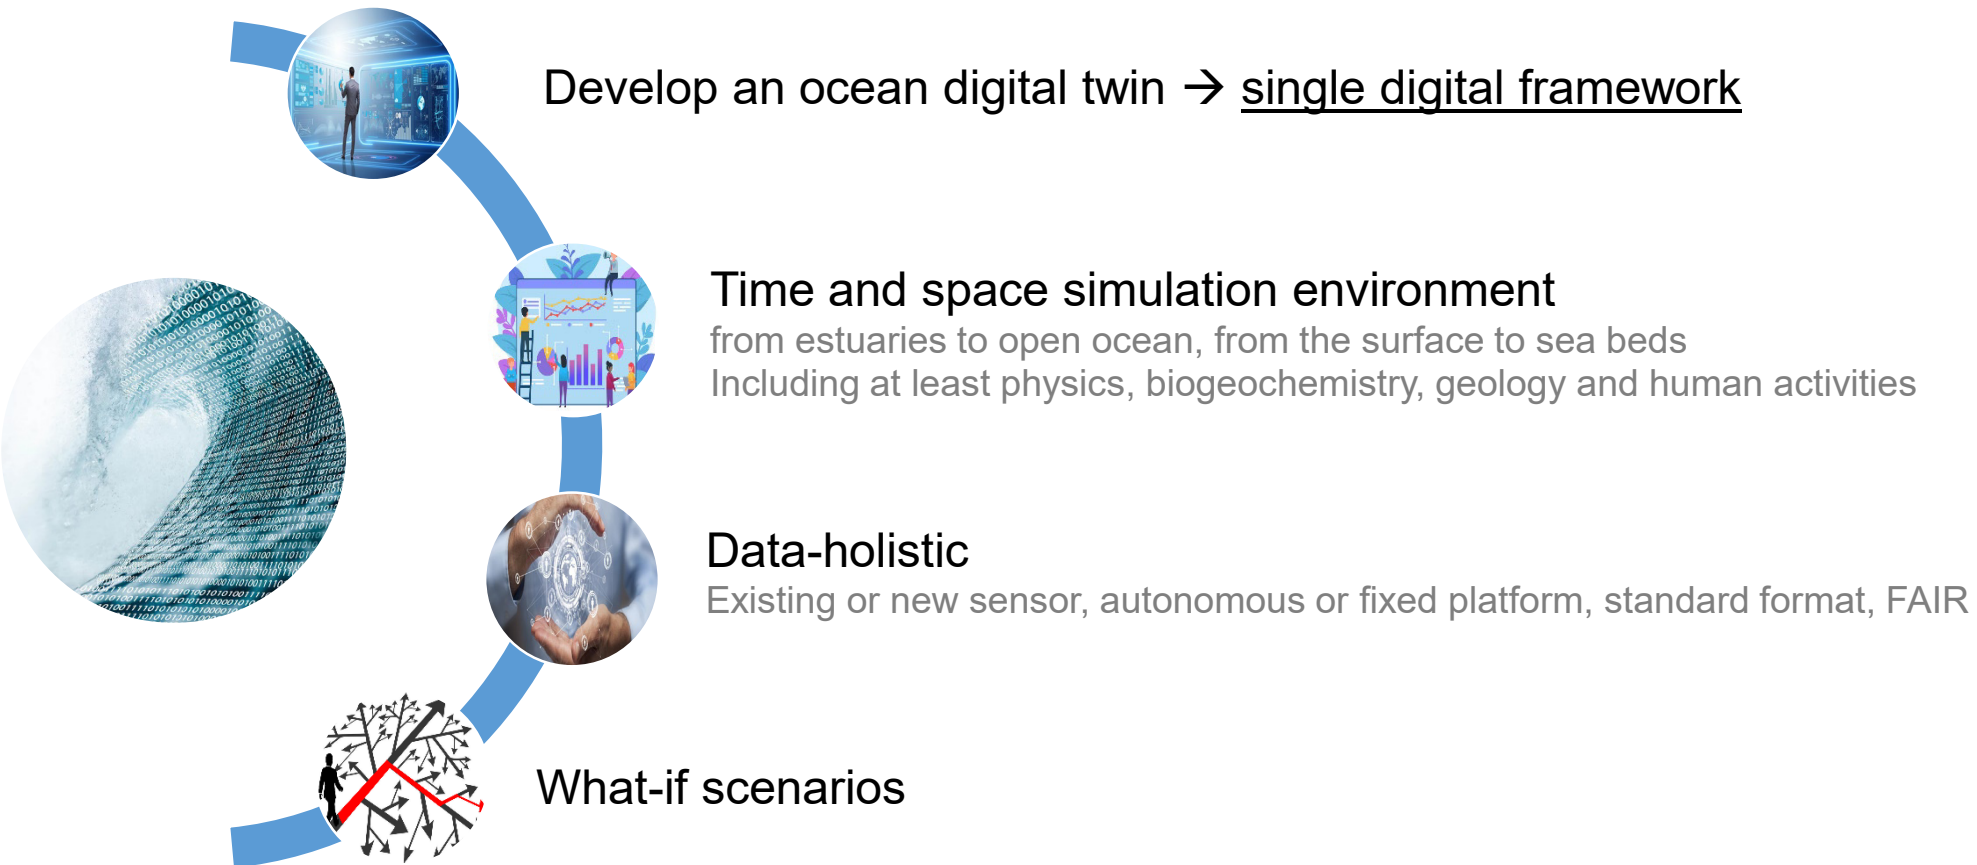 Develop an ocean digital twin → single digital framework
Time and space simulation environment
from estuaries to open ocean, from the surface to sea beds
Including at least physics, biogeochemistry, geology and human activities
Data-holistic
Existing or new sensor, autonomous or fixed platform, standard format, FAIR
What-if scenarios